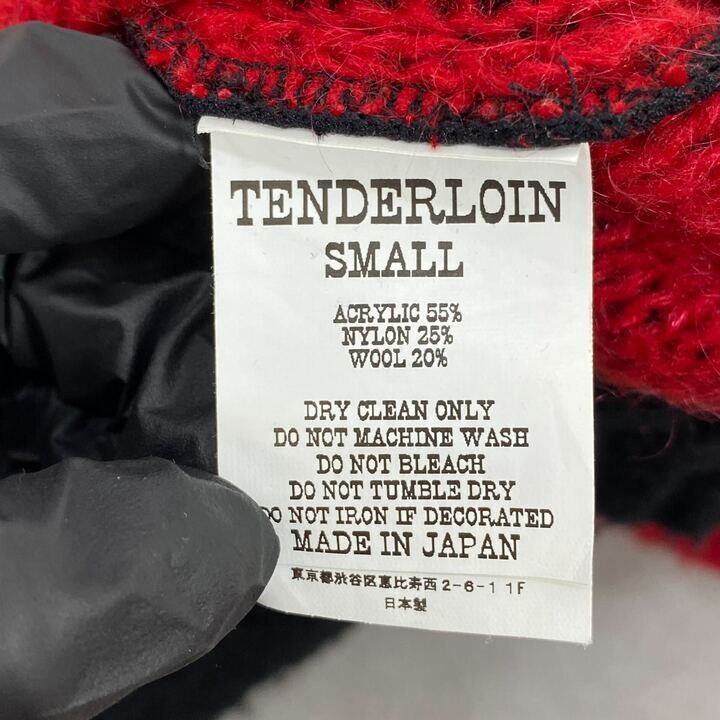 TENDERLOIN
SMALL
ACRYLIC 55%
NYLON 25%
WOOL 20%
DRY CLEAN ONLY
DO NOT MACHINE WASH
DO NOT BLEACH
DO NOT TUMBLE DRY
DO NOT IRON IF DECORATED
MADE IN JAPAN
東京都渋谷区恵比寿西2-6-11F
日本製